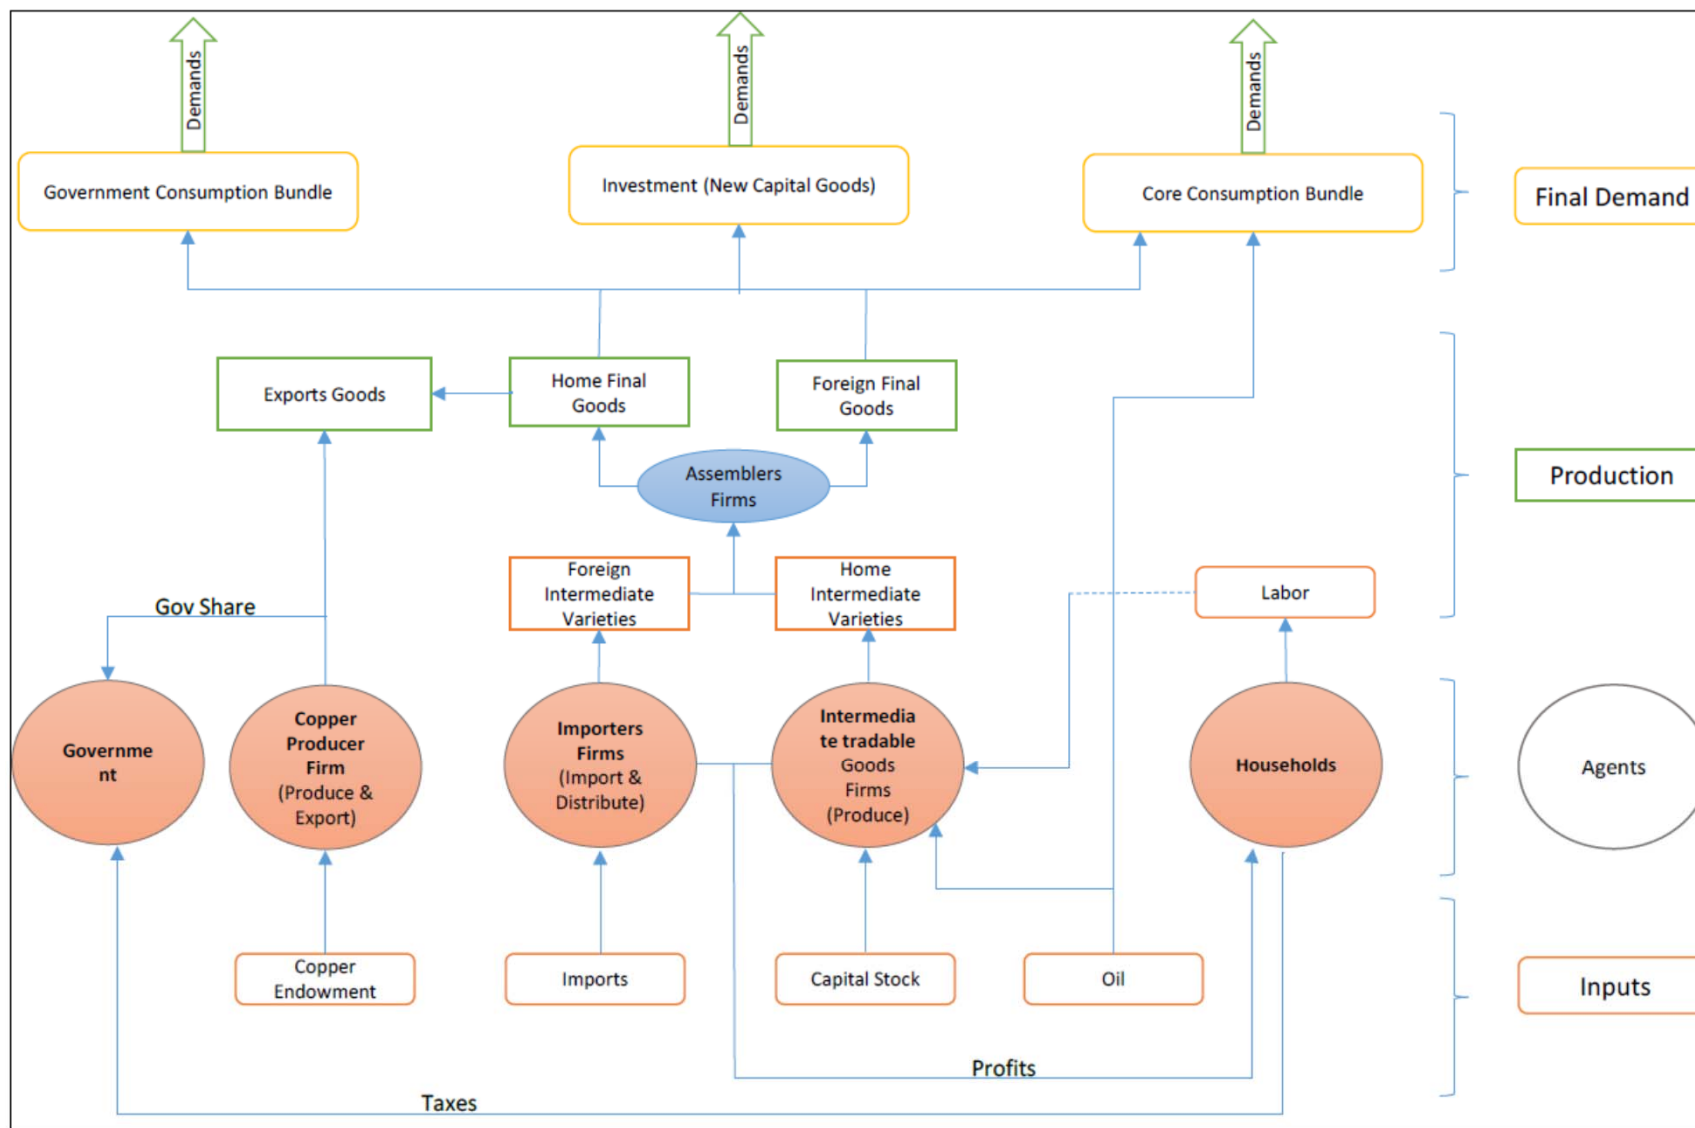 Demands
Demands
Demands
Government Consumption Bundle
Investment (New Capital Goods)
Core Consumption Bundle
Final Demand
Exports Goods
Home Final
Goods
Foreign Final
Goods
Assemblers
Firms
Production
Foreign
Intermediate
Varieties
Home
Intermediate
Varieties
Labor
Gov Share
Governme
nt
Copper
Producer
Firm
(Produce &
Export)
Importers
Firms
(Import &
Distribute)
Intermedia
te tradable
Goods
Firms
(Produce)
Households
Agents
Copper
Endowment
Imports
Capital Stock
Oil
Inputs
Profits
Taxes